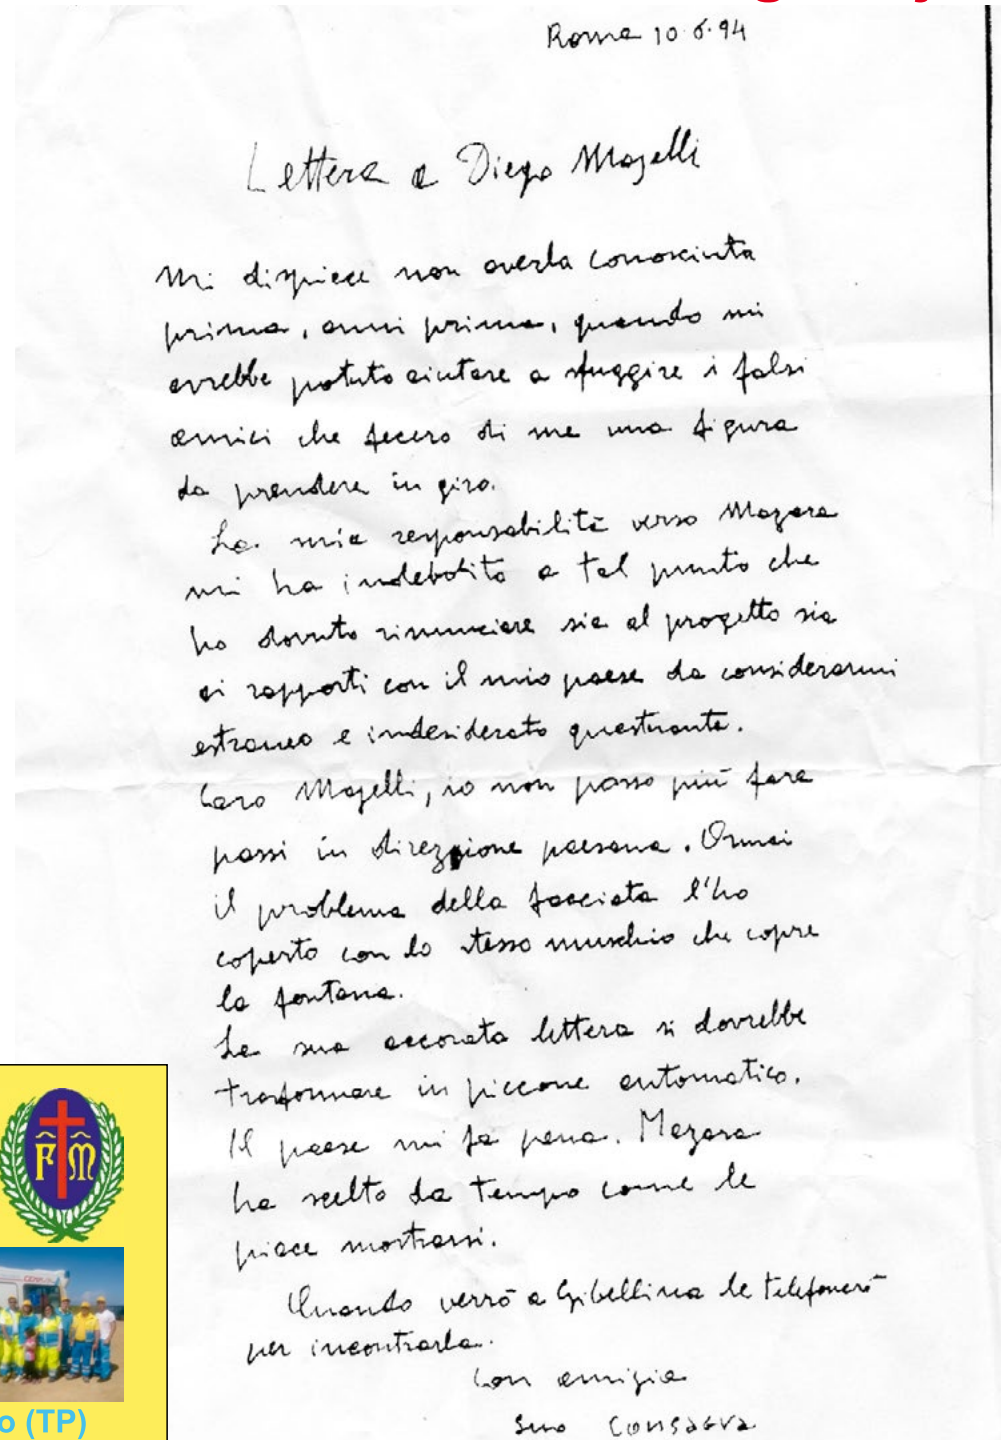 Roma 10.6.94
Lettera a Diego Mazelli
Mi dispiace non averla conosciuta
prima, anni prima, quando mi
avrebbe potuto aiutare a sfuggire i falsi
amici che fecero di me una figura
da prendere in giro.
La mia responsabilità verso Mazara
mi ha indebolito a tal punto che
ho dovuto rinunciare sia al progetto sia
ai rapporti con il mio paese da considerarmi
estraneo e indesiderato questuante.
Caro Mazelli, io non posso più fare
passi in direzione paesana. Ormai
il problema della facciata l'ho
coperto con lo stesso muschio che copre
la fontana.
La sua accorata lettera si dovrebbe
trasformare in piccone automatico.
Il paese mi fa pena. Mazara
ha scelto da tempo come le
piace mostrarsi.
Quando verrò a Gibellina le telefonerò
per incontrarla.
Con amizia
Suo Consagra
FM
o (TP)